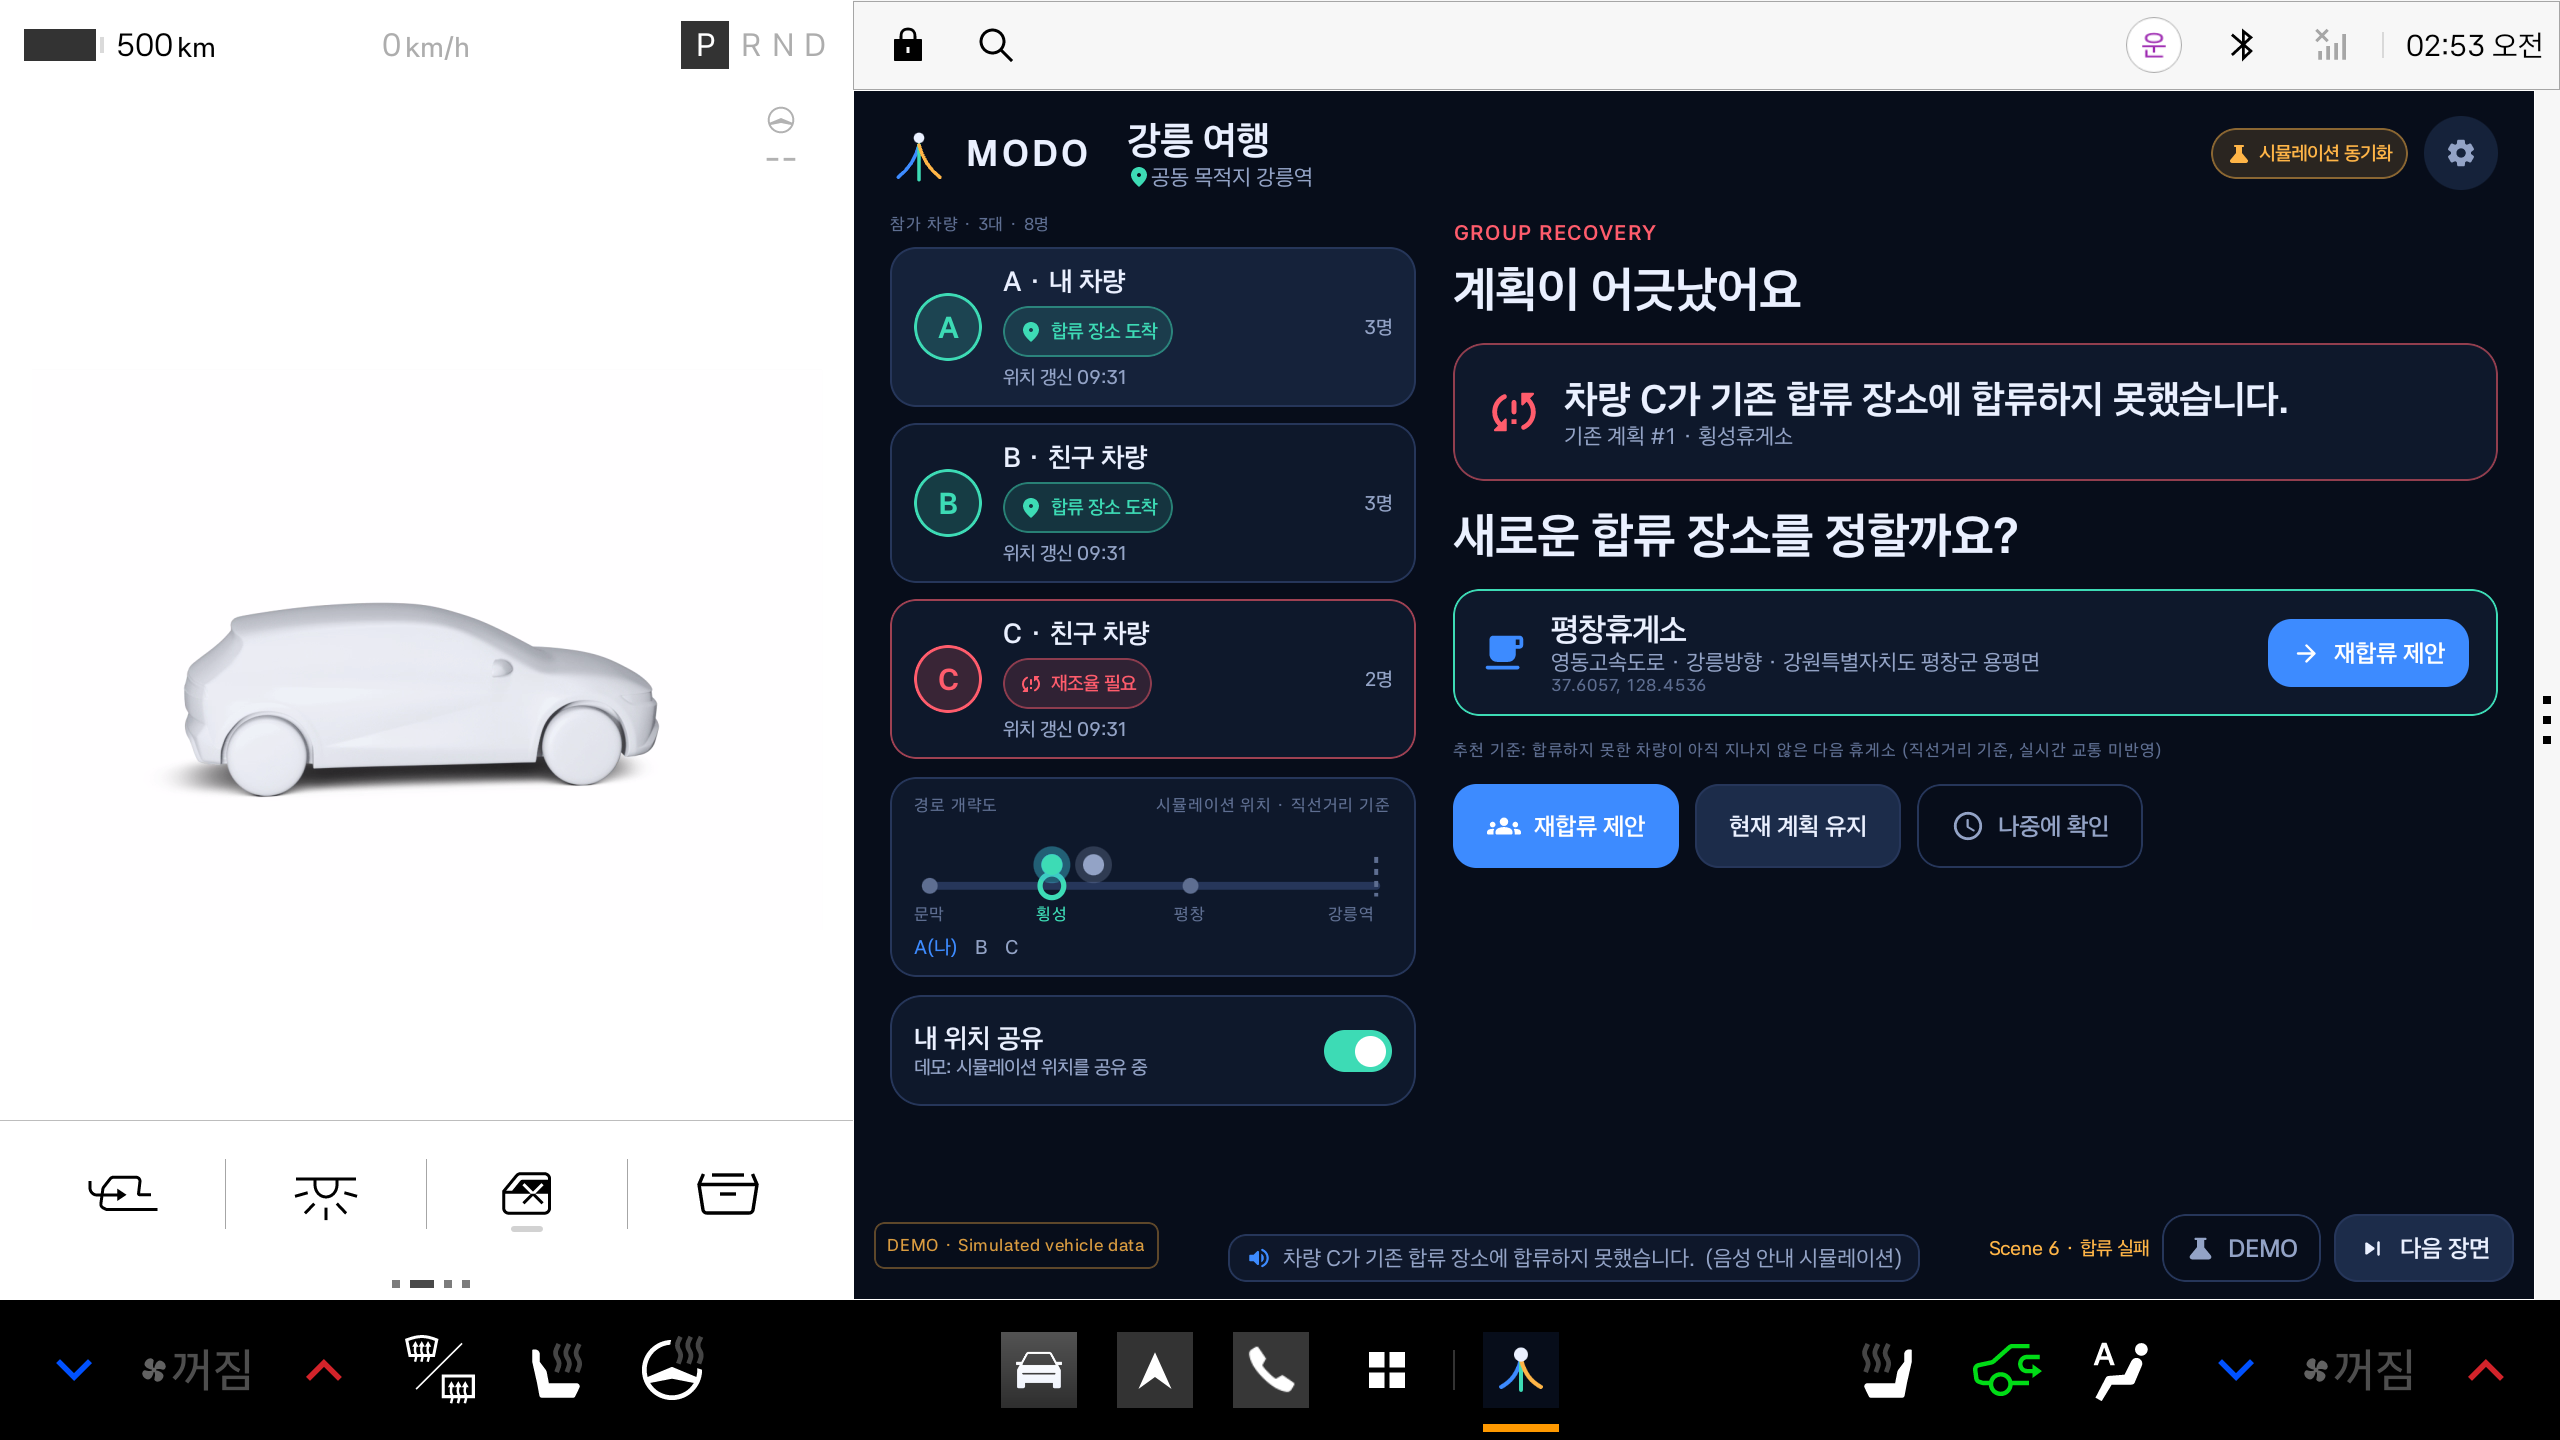 500 km
0 km/h
P R N D
운
02:53 오전
MODO
강릉 여행
공동 목적지 강릉역
시뮬레이션 동기화
참가 차량 · 3대 · 8명
A
A · 내 차량
합류 장소 도착
위치 갱신 09:31
3명
B
B · 친구 차량
합류 장소 도착
위치 갱신 09:31
3명
C
C · 친구 차량
재조율 필요
위치 갱신 09:31
2명
경로 개략도
시뮬레이션 위치 · 직선거리 기준
문막
횡성
평창
강릉역
A(나) B C
내 위치 공유
데모: 시뮬레이션 위치를 공유 중
GROUP RECOVERY
계획이 어긋났어요
차량 C가 기존 합류 장소에 합류하지 못했습니다.
기존 계획 #1 · 횡성휴게소
새로운 합류 장소를 정할까요?
평창휴게소
영동고속도로 · 강릉방향 · 강원특별자치도 평창군 용평면
37.6057, 128.4536
재합류 제안
추천 기준: 합류하지 못한 차량이 아직 지나지 않은 다음 휴게소 (직선거리 기준, 실시간 교통 미반영)
재합류 제안
현재 계획 유지
나중에 확인
DEMO · Simulated vehicle data
차량 C가 기존 합류 장소에 합류하지 못했습니다. (음성 안내 시뮬레이션)
Scene 6 · 합류 실패
DEMO
다음 장면
꺼짐
A
꺼짐